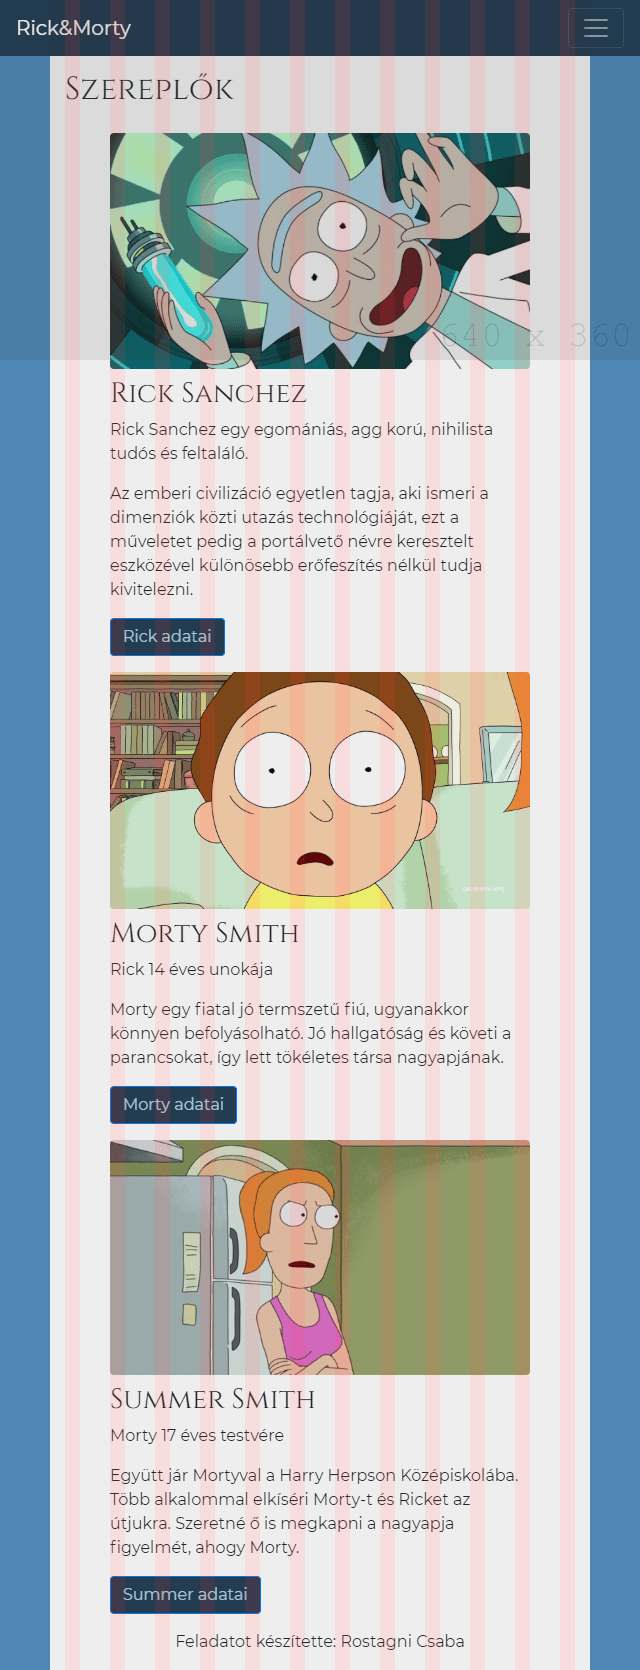 Rick&Morty
Szereplők
640 x 360
Rick Sanchez
Rick Sanchez egy egomániás, agg korú, nihilista
tudós és feltaláló.
Az emberi civilizáció egyetlen tagja, aki ismeri a
dimenziók közti utazás technológiáját, ezt a
műveletet pedig a portálvető névre keresztelt
eszközével különösebb erőfeszítés nélkül tudja
kivitelezni.
Rick adatai
Morty Smith
Rick 14 éves unokája
Morty egy fiatal jó termszetű fiú, ugyanakkor
könnyen befolyásolható. Jó hallgatóság és követi a
parancsokat, így lett tökéletes társa nagyapjának.
Morty adatai
Summer Smith
Morty 17 éves testvére
Együtt jár Mortyval a Harry Herpson Középiskolába.
Több alkalommal elkíséri Morty-t és Ricket az
útjukra. Szeretné ő is megkapni a nagyapja
figyelmét, ahogy Morty.
Summer adatai
Feladatot készítette: Rostagni Csaba